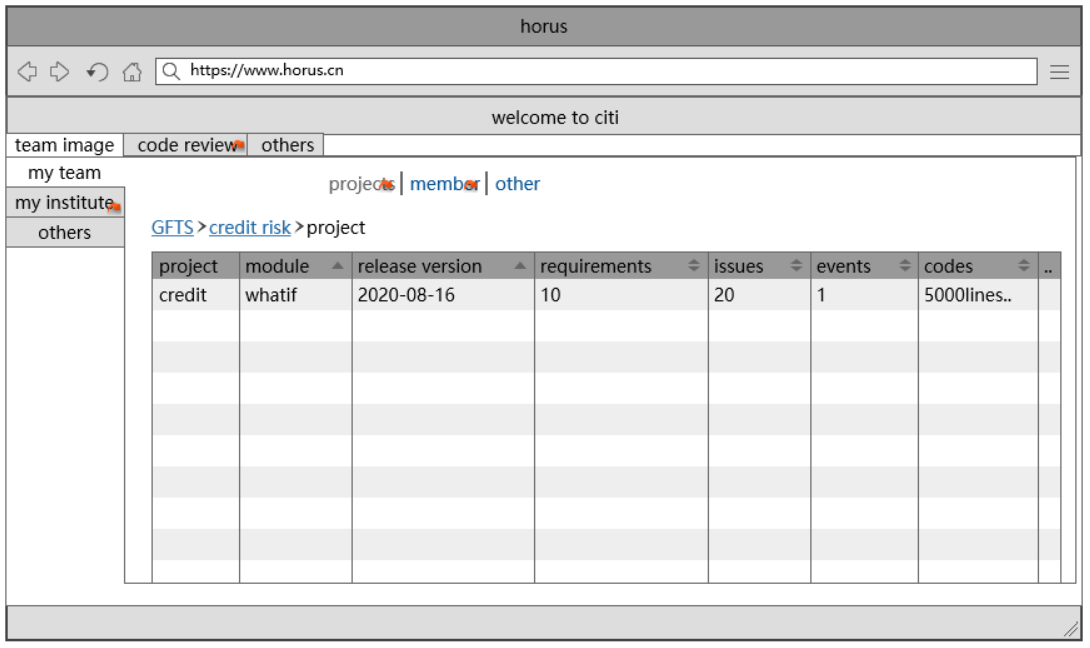 horus
https://www.horus.cn
welcome to citi
team image code review others
my team
my institute
others
projects member other
GFTS > credit risk > project
project module release version requirements issues events codes ..
credit whatif 2020-08-16 10 20 1 5000lines..